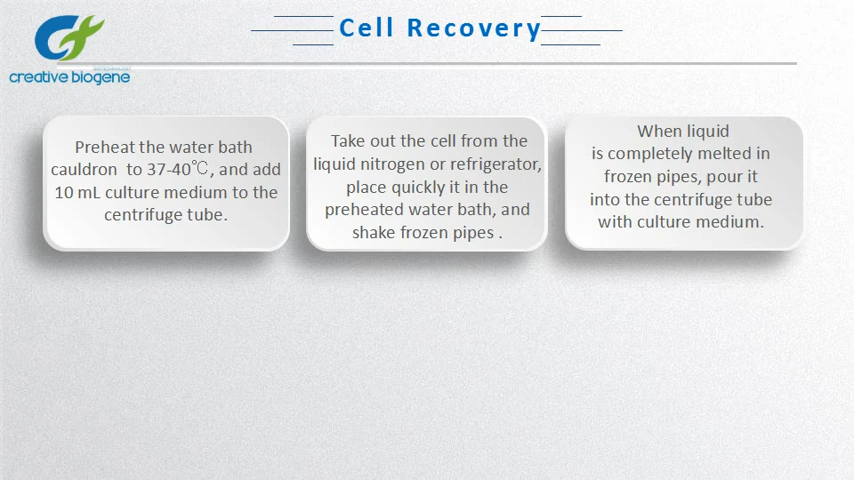 Cell Recovery
creative biogene
Preheat the water bath
cauldron to 37-40℃, and add
10 mL culture medium to the
centrifuge tube.
Take out the cell from the
liquid nitrogen or refrigerator,
place quickly it in the
preheated water bath, and
shake frozen pipes .
When liquid
is completely melted in
frozen pipes, pour it
into the centrifuge tube
with culture medium.